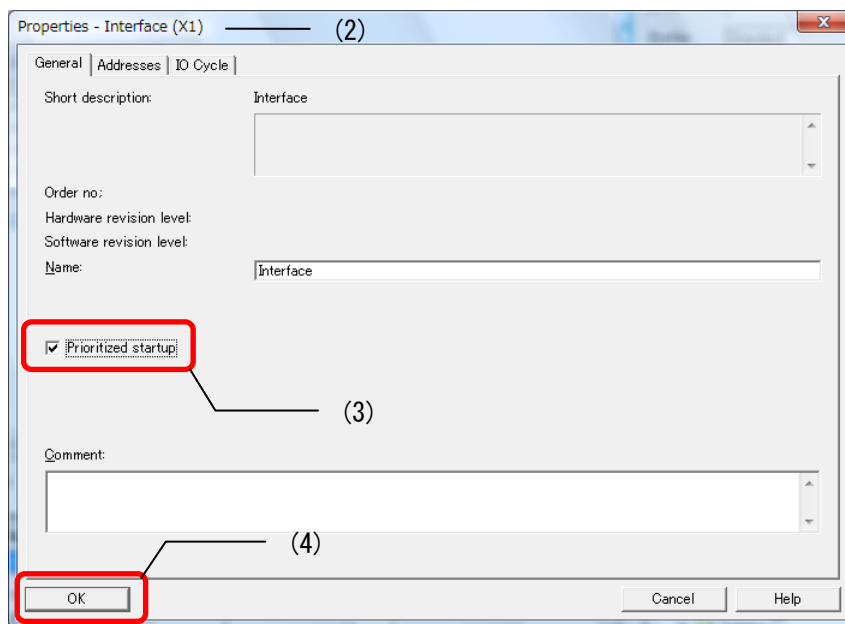 Properties - Interface (X1)
(2)
General
Addresses
IO Cycle
Short description:
Interface
Order no:
Hardware revision level:
Software revision level:
Name:
Interface
Prioritized startup
(3)
Comment:
(4)
OK
Cancel
Help